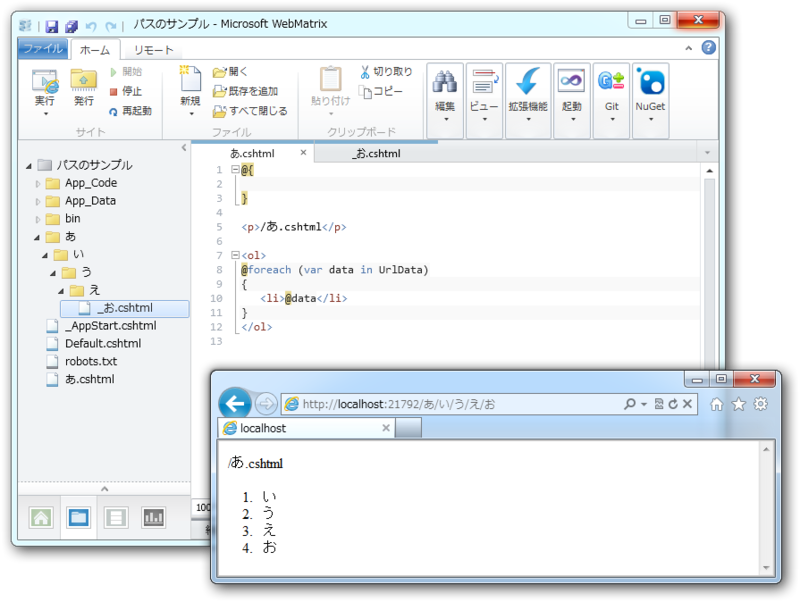 パスのサンプル - Microsoft WebMatrix
ファイル ホーム リモート
実行 発行 開始 停止 再起動
サイト
新規 開く 既存を追加 すべて閉じる
ファイル
貼り付け 切り取り コピー
クリップボード
編集 ビュー 拡張機能 起動 Git NuGet
パスのサンプル
App_Code
App_Data
bin
あ
い
う
え
_お.cshtml
_AppStart.cshtml
Default.cshtml
robots.txt
あ.cshtml
あ.cshtml _お.cshtml
1 @{
2
3 }
4
5 <p>/あ.cshtml</p>
6
7 <ol>
8 @foreach (var data in UrlData)
9 {
10 <li>@data</li>
11 }
12 </ol>
13
100
http://localhost:21792/あ/い/う/え/お
localhost
/あ.cshtml
1. い
2. う
3. え
4. お